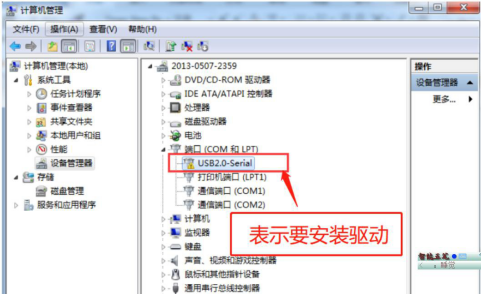 计算机管理
文件(F) 操作(A) 查看(V) 帮助(H)
计算机管理(本地)
系统工具
任务计划程序
事件查看器
共享文件夹
本地用户和组
性能
设备管理器
存储
磁盘管理
服务和应用程序
2013-0507-2359
DVD/CD-ROM 驱动器
IDE ATA/ATAPI 控制器
处理器
磁盘驱动器
电池
端口 (COM 和 LPT)
USB2.0-Serial
打印机端口 (LPT1)
通信端口 (COM1)
通信端口 (COM2)
计算机
监视器
键盘
声音、视频和游戏控制器
鼠标和其他指针设备
通用串行总线控制器
表示要安装驱动
操作
设备管理器
更多...
智能五笔